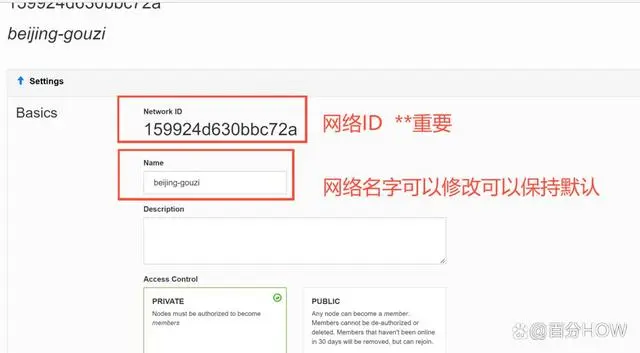 159924d630bbc72a
beijing-gouzi
Settings
Basics
Network ID
159924d630bbc72a
网络ID **重要
Name
beijing-gouzi
网络名字可以修改可以保持默认
Description
Access Control
PRIVATE
Nodes must be authorized to become
members
PUBLIC
Any node can become a member.
Members cannot be de-authorized or
deleted. Members that haven't been online
in 30 days will be removed, but can rejoin.
@百分HOW